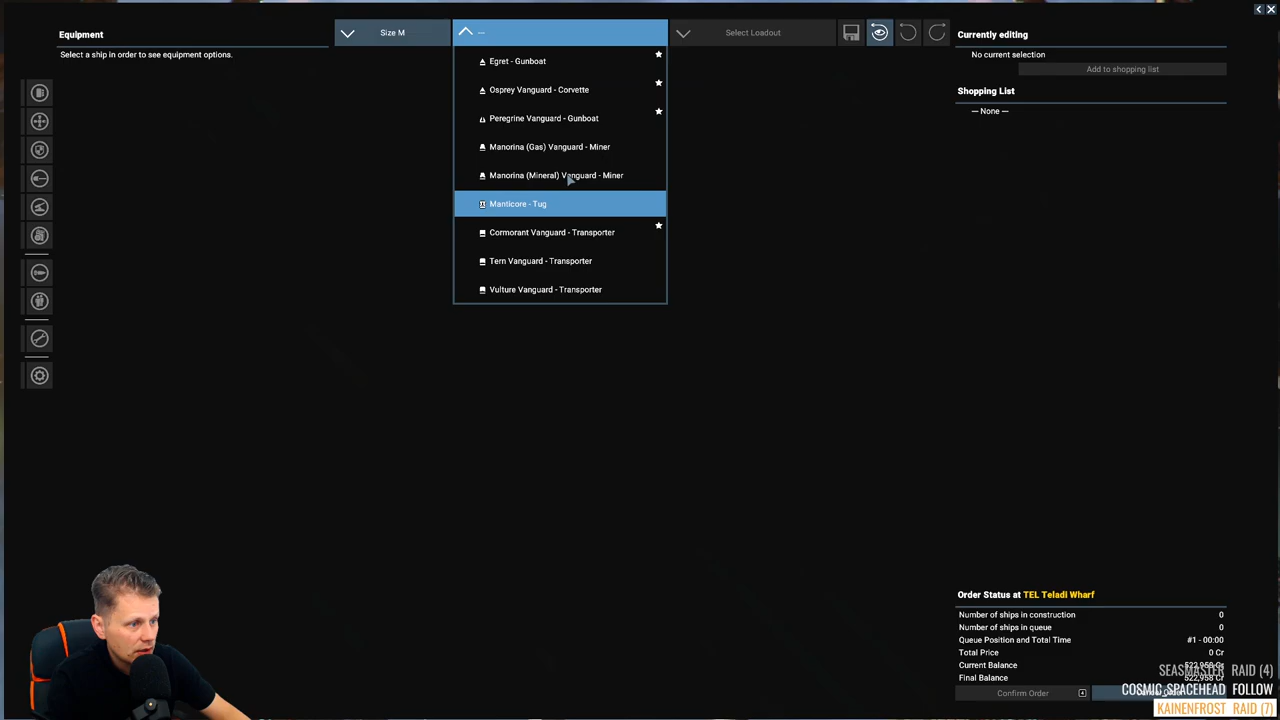 Equipment
Select a ship in order to see equipment options.
Size M
--
Select Loadout
Egret - Gunboat
Osprey Vanguard - Corvette
Peregrine Vanguard - Gunboat
Manorina (Gas) Vanguard - Miner
Manorina (Mineral) Vanguard - Miner
Manticore - Tug
Cormorant Vanguard - Transporter
Tern Vanguard - Transporter
Vulture Vanguard - Transporter
Currently editing
No current selection
Add to shopping list
Shopping List
— None —
Order Status at TEL Teladi Wharf
Number of ships in construction 0
Number of ships in queue 0
Queue Position and Total Time #1 - 00:00
Total Price 0 Cr
Current Balance 522,958 Cr
Final Balance 522,958 Cr
Confirm Order
SEASMASTER RAID (4)
COSMIC_SPACEHEAD FOLLOW
KAINENFROST RAID (7)